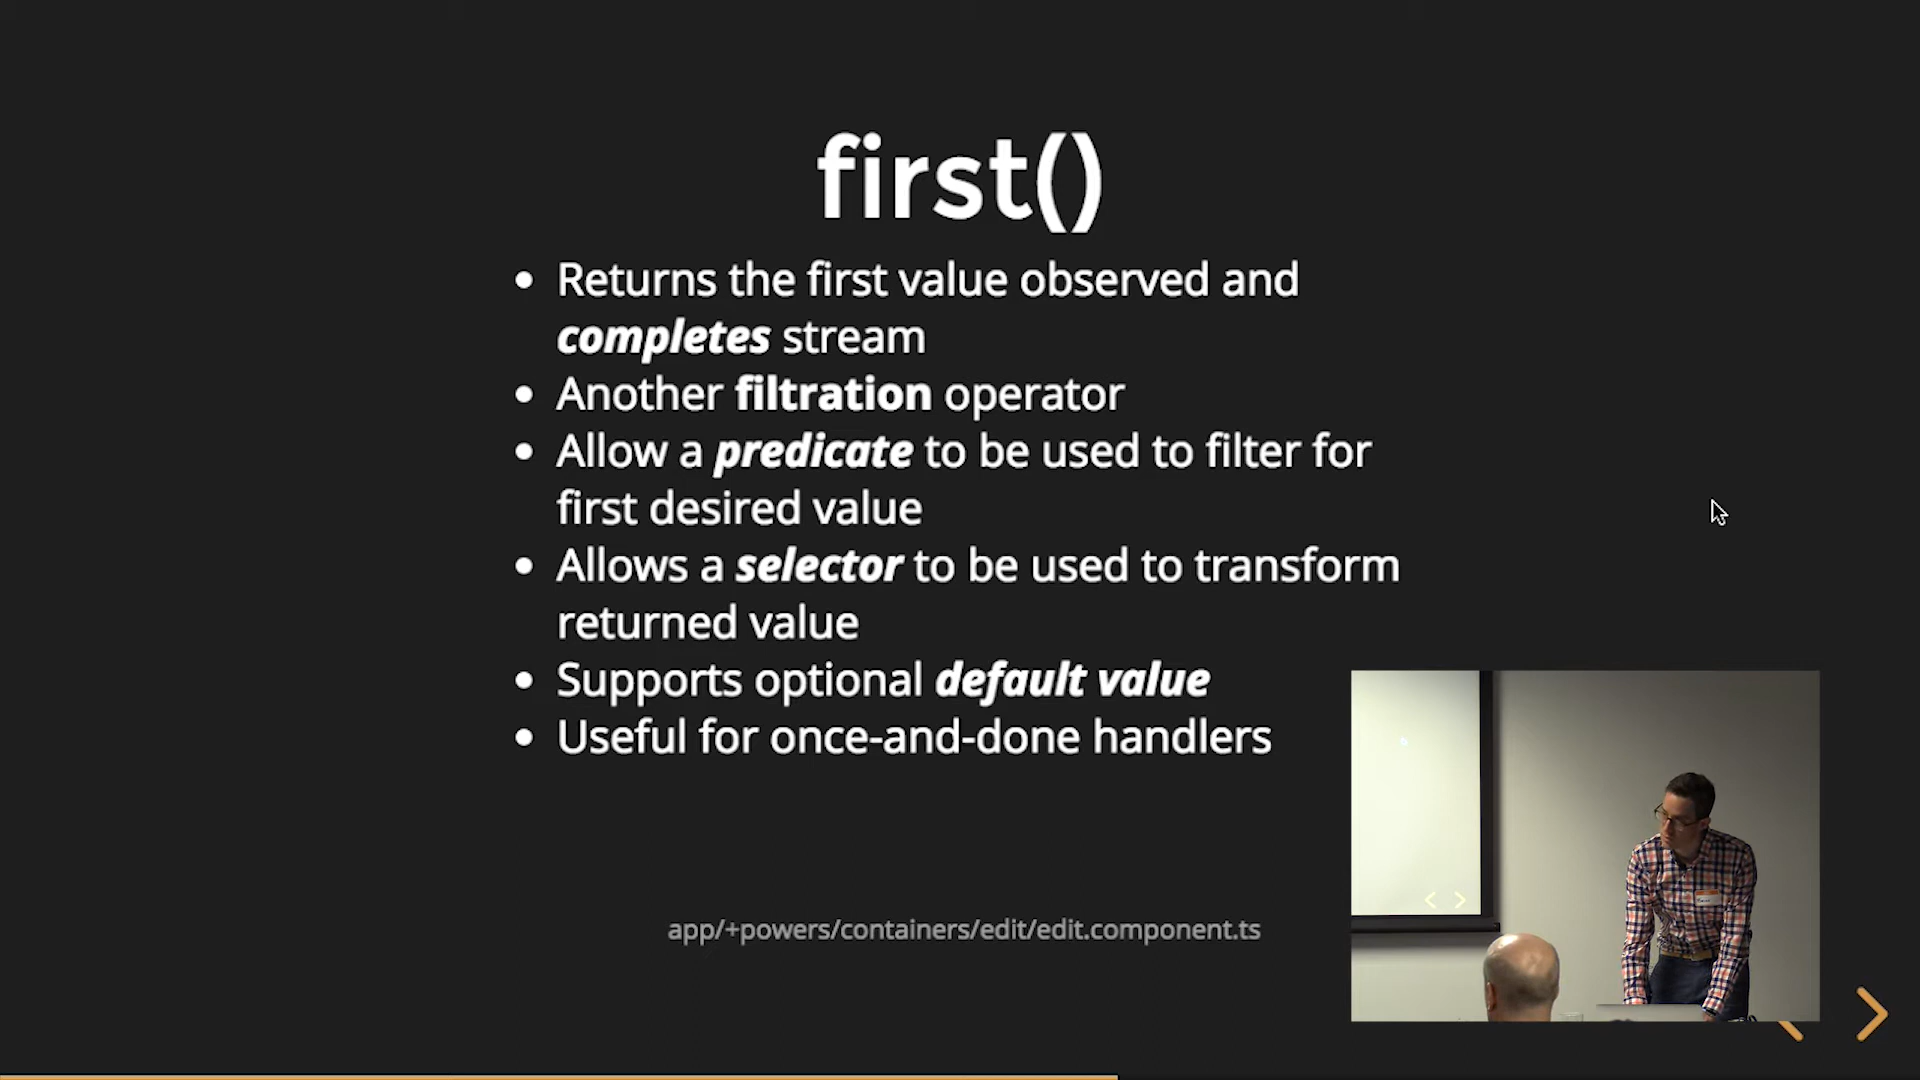 first()
Returns the first value observed and
completes stream
Another filtration operator
Allow a predicate to be used to filter for
first desired value
Allows a selector to be used to transform
returned value
Supports optional default value
Useful for once-and-done handlers
app/+powers/containers/edit/edit.component.ts